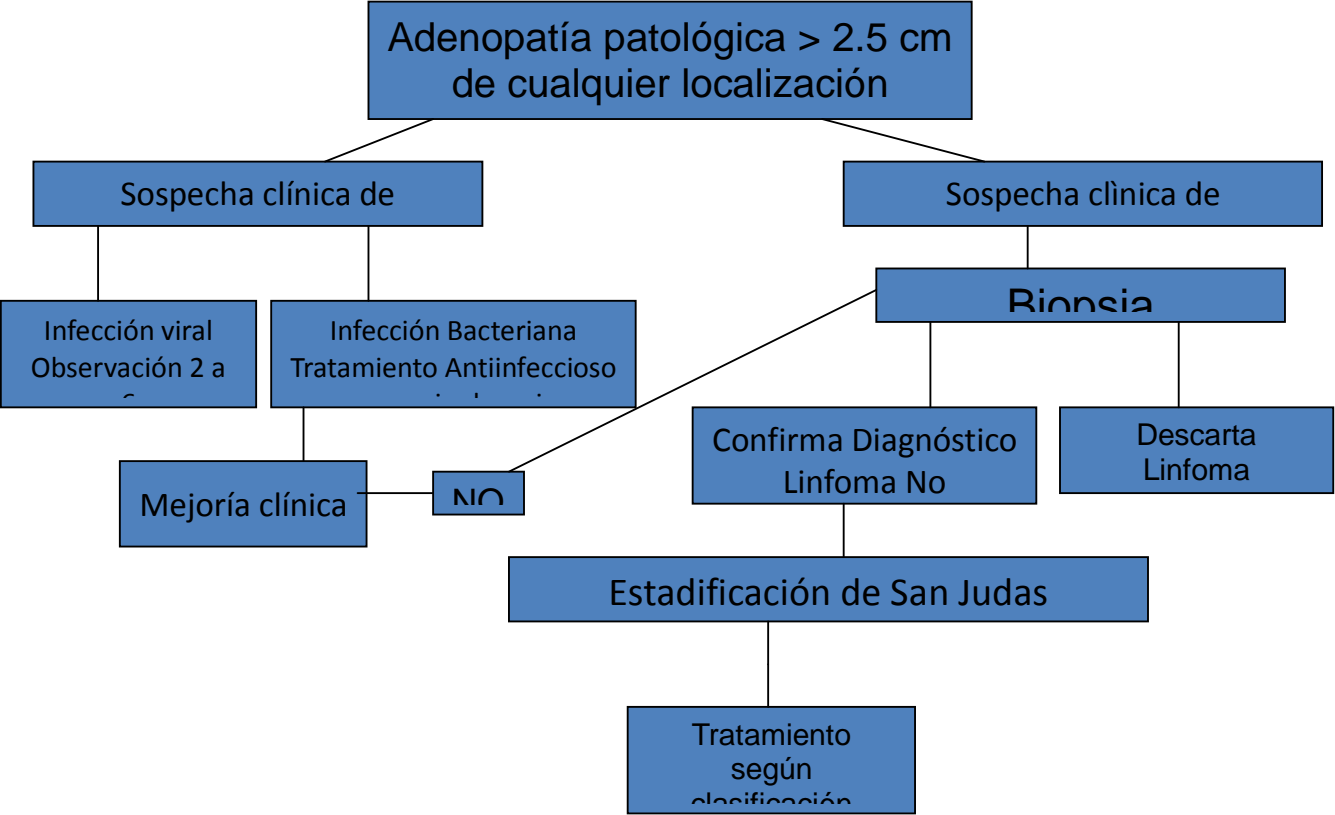 Adenopatía patológica > 2.5 cm
de cualquier localización
Sospecha clínica de
Sospecha clìnica de
Infección viral
Observación 2 a
Infección Bacteriana
Tratamiento Antiinfeccioso
Biopsia
Confirma Diagnóstico
Linfoma No
Descarta
Linfoma
Mejoría clínica
NO
Estadificación de San Judas
Tratamiento
según
clasificación